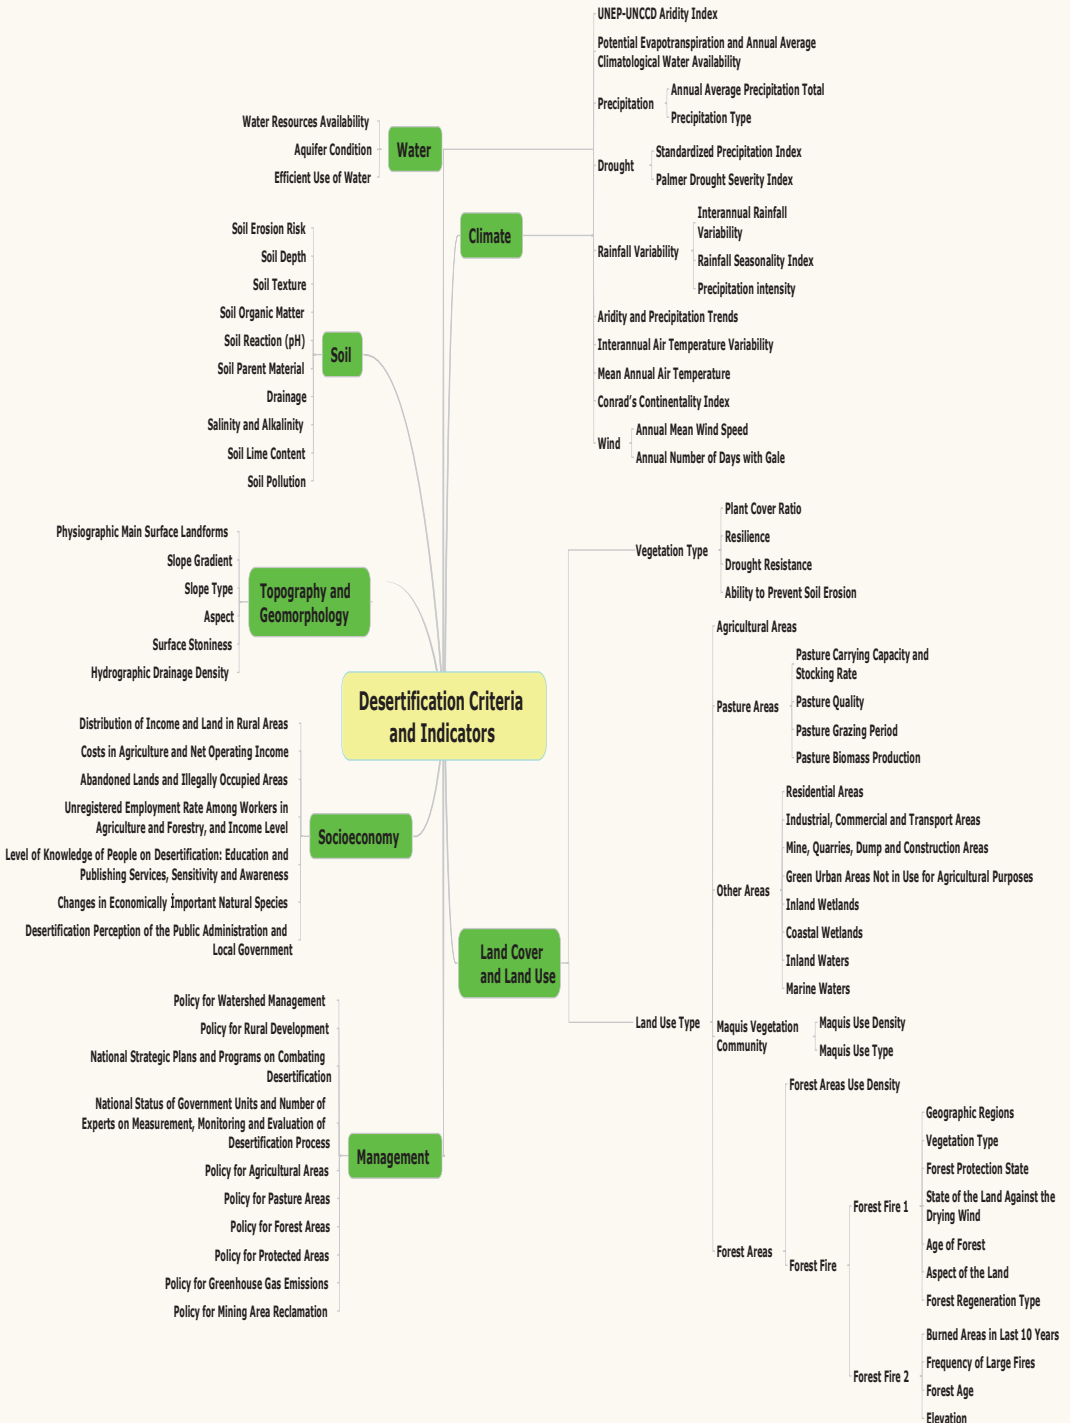 Desertification Criteria
and Indicators
Water
Water Resources Availability
Aquifer Condition
Efficient Use of Water
Climate
UNEP-UNCCD Aridity Index
Potential Evapotranspiration and Annual Average
Climatological Water Availability
Precipitation
Annual Average Precipitation Total
Precipitation Type
Drought
Standardized Precipitation Index
Palmer Drought Severity Index
Rainfall Variability
Interannual Rainfall
Variability
Rainfall Seasonality Index
Precipitation intensity
Aridity and Precipitation Trends
Interannual Air Temperature Variability
Mean Annual Air Temperature
Conrad's Continentality Index
Wind
Annual Mean Wind Speed
Annual Number of Days with Gale
Soil
Soil Erosion Risk
Soil Depth
Soil Texture
Soil Organic Matter
Soil Reaction (pH)
Soil Parent Material
Drainage
Salinity and Alkalinity
Soil Lime Content
Soil Pollution
Topography and
Geomorphology
Physiographic Main Surface Landforms
Slope Gradient
Slope Type
Aspect
Surface Stoniness
Hydrographic Drainage Density
Socioeconomy
Distribution of Income and Land in Rural Areas
Costs in Agriculture and Net Operating Income
Abandoned Lands and Illegally Occupied Areas
Unregistered Employment Rate Among Workers in
Agriculture and Forestry, and Income Level
Level of Knowledge of People on Desertification: Education and
Publishing Services, Sensitivity and Awareness
Changes in Economically İmportant Natural Species
Desertification Perception of the Public Administration and
Local Government
Management
Policy for Watershed Management
Policy for Rural Development
National Strategic Plans and Programs on Combating
Desertification
National Status of Government Units and Number of
Experts on Measurement, Monitoring and Evaluation of
Desertification Process
Policy for Agricultural Areas
Policy for Pasture Areas
Policy for Forest Areas
Policy for Protected Areas
Policy for Greenhouse Gas Emissions
Policy for Mining Area Reclamation
Land Cover
and Land Use
Vegetation Type
Plant Cover Ratio
Resilience
Drought Resistance
Ability to Prevent Soil Erosion
Land Use Type
Agricultural Areas
Pasture Areas
Pasture Carrying Capacity and
Stocking Rate
Pasture Quality
Pasture Grazing Period
Pasture Biomass Production
Other Areas
Residential Areas
Industrial, Commercial and Transport Areas
Mine, Quarries, Dump and Construction Areas
Green Urban Areas Not in Use for Agricultural Purposes
Inland Wetlands
Coastal Wetlands
Inland Waters
Marine Waters
Maquis Vegetation
Community
Maquis Use Density
Maquis Use Type
Forest Areas
Forest Areas Use Density
Forest Fire
Forest Fire 1
Geographic Regions
Vegetation Type
Forest Protection State
State of the Land Against the
Drying Wind
Age of Forest
Aspect of the Land
Forest Regeneration Type
Forest Fire 2
Burned Areas in Last 10 Years
Frequency of Large Fires
Forest Age
Elevation